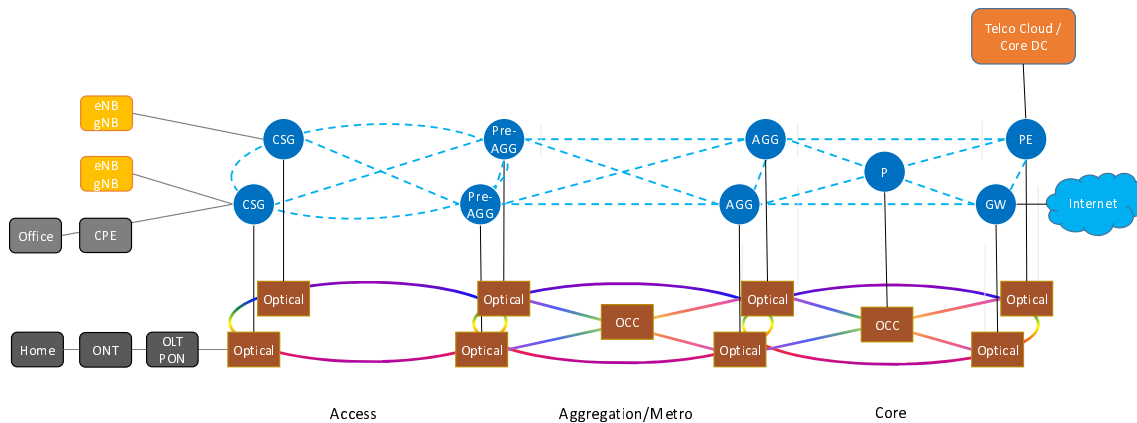 Telco Cloud /
Core DC
eNB
gNB
CSG
Pre-
AGG
AGG
PE
P
eNB
gNB
CSG
Pre-
AGG
AGG
GW
Internet
Office
CPE
Optical
Optical
Optical
Optical
OCC
OCC
Home
ONT
OLT
PON
Optical
Optical
Optical
Optical
Access
Aggregation/Metro
Core